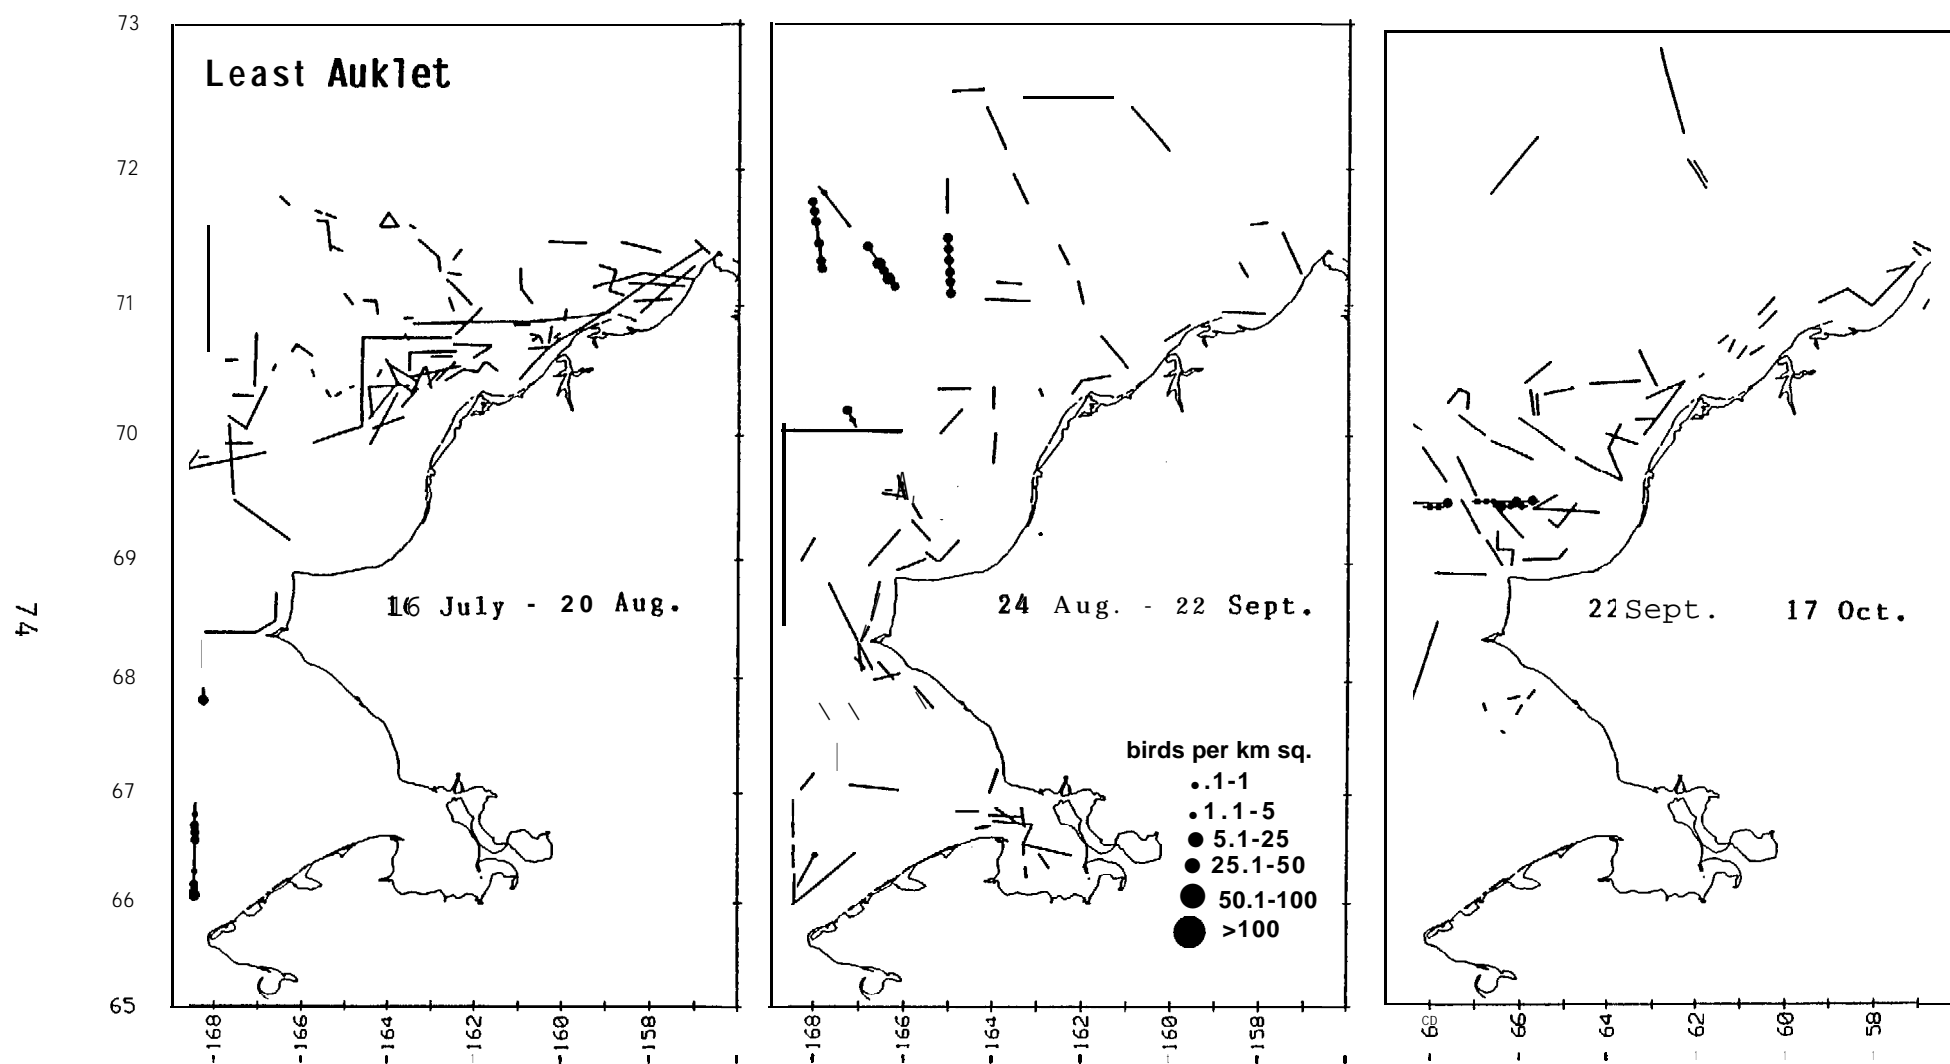 Least Auklet
73
72
71
70
69
68
67
66
65
16 July - 20 Aug.
24 Aug. - 22 Sept.
22 Sept. 17 Oct.
birds per km sq.
.1-1
1.1-5
5.1-25
25.1-50
50.1-100
>100
-168 -166 -164 -162 -160 -158
-168 -166 -164 -162 -160 -158
-66 -64 -62 -60 -58
74